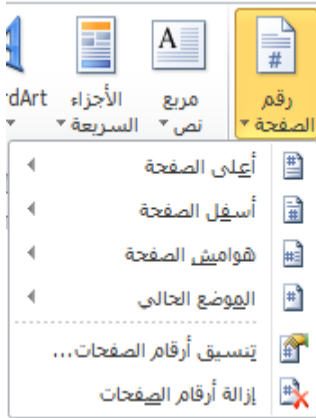 رقم الصفحة
مربع نص
الأجزاء السريعة
rdArt
أعلى الصفحة
أسفل الصفحة
هوامش الصفحة
الموضع الحالي
تنسيق أرقام الصفحات...
إزالة أرقام الصفحات